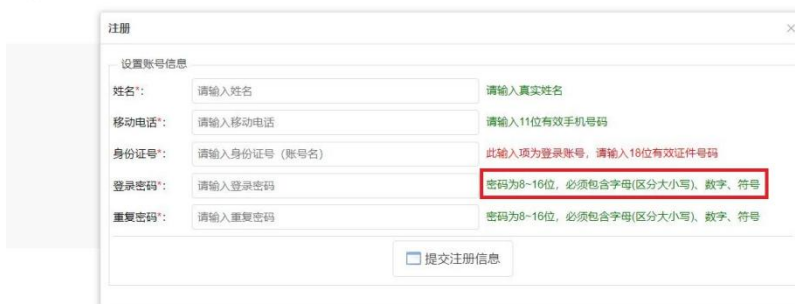 注册
设置账号信息
姓名*: 请输入姓名 请输入真实姓名
移动电话*: 请输入移动电话 请输入11位有效手机号码
身份证号*: 请输入身份证号（账号名） 此输入项为登录账号，请输入18位有效证件号码
登录密码*: 请输入登录密码 密码为8~16位，必须包含字母(区分大小写)、数字、符号
重复密码*: 请输入重复密码 密码为8~16位，必须包含字母(区分大小写)、数字、符号
提交注册信息